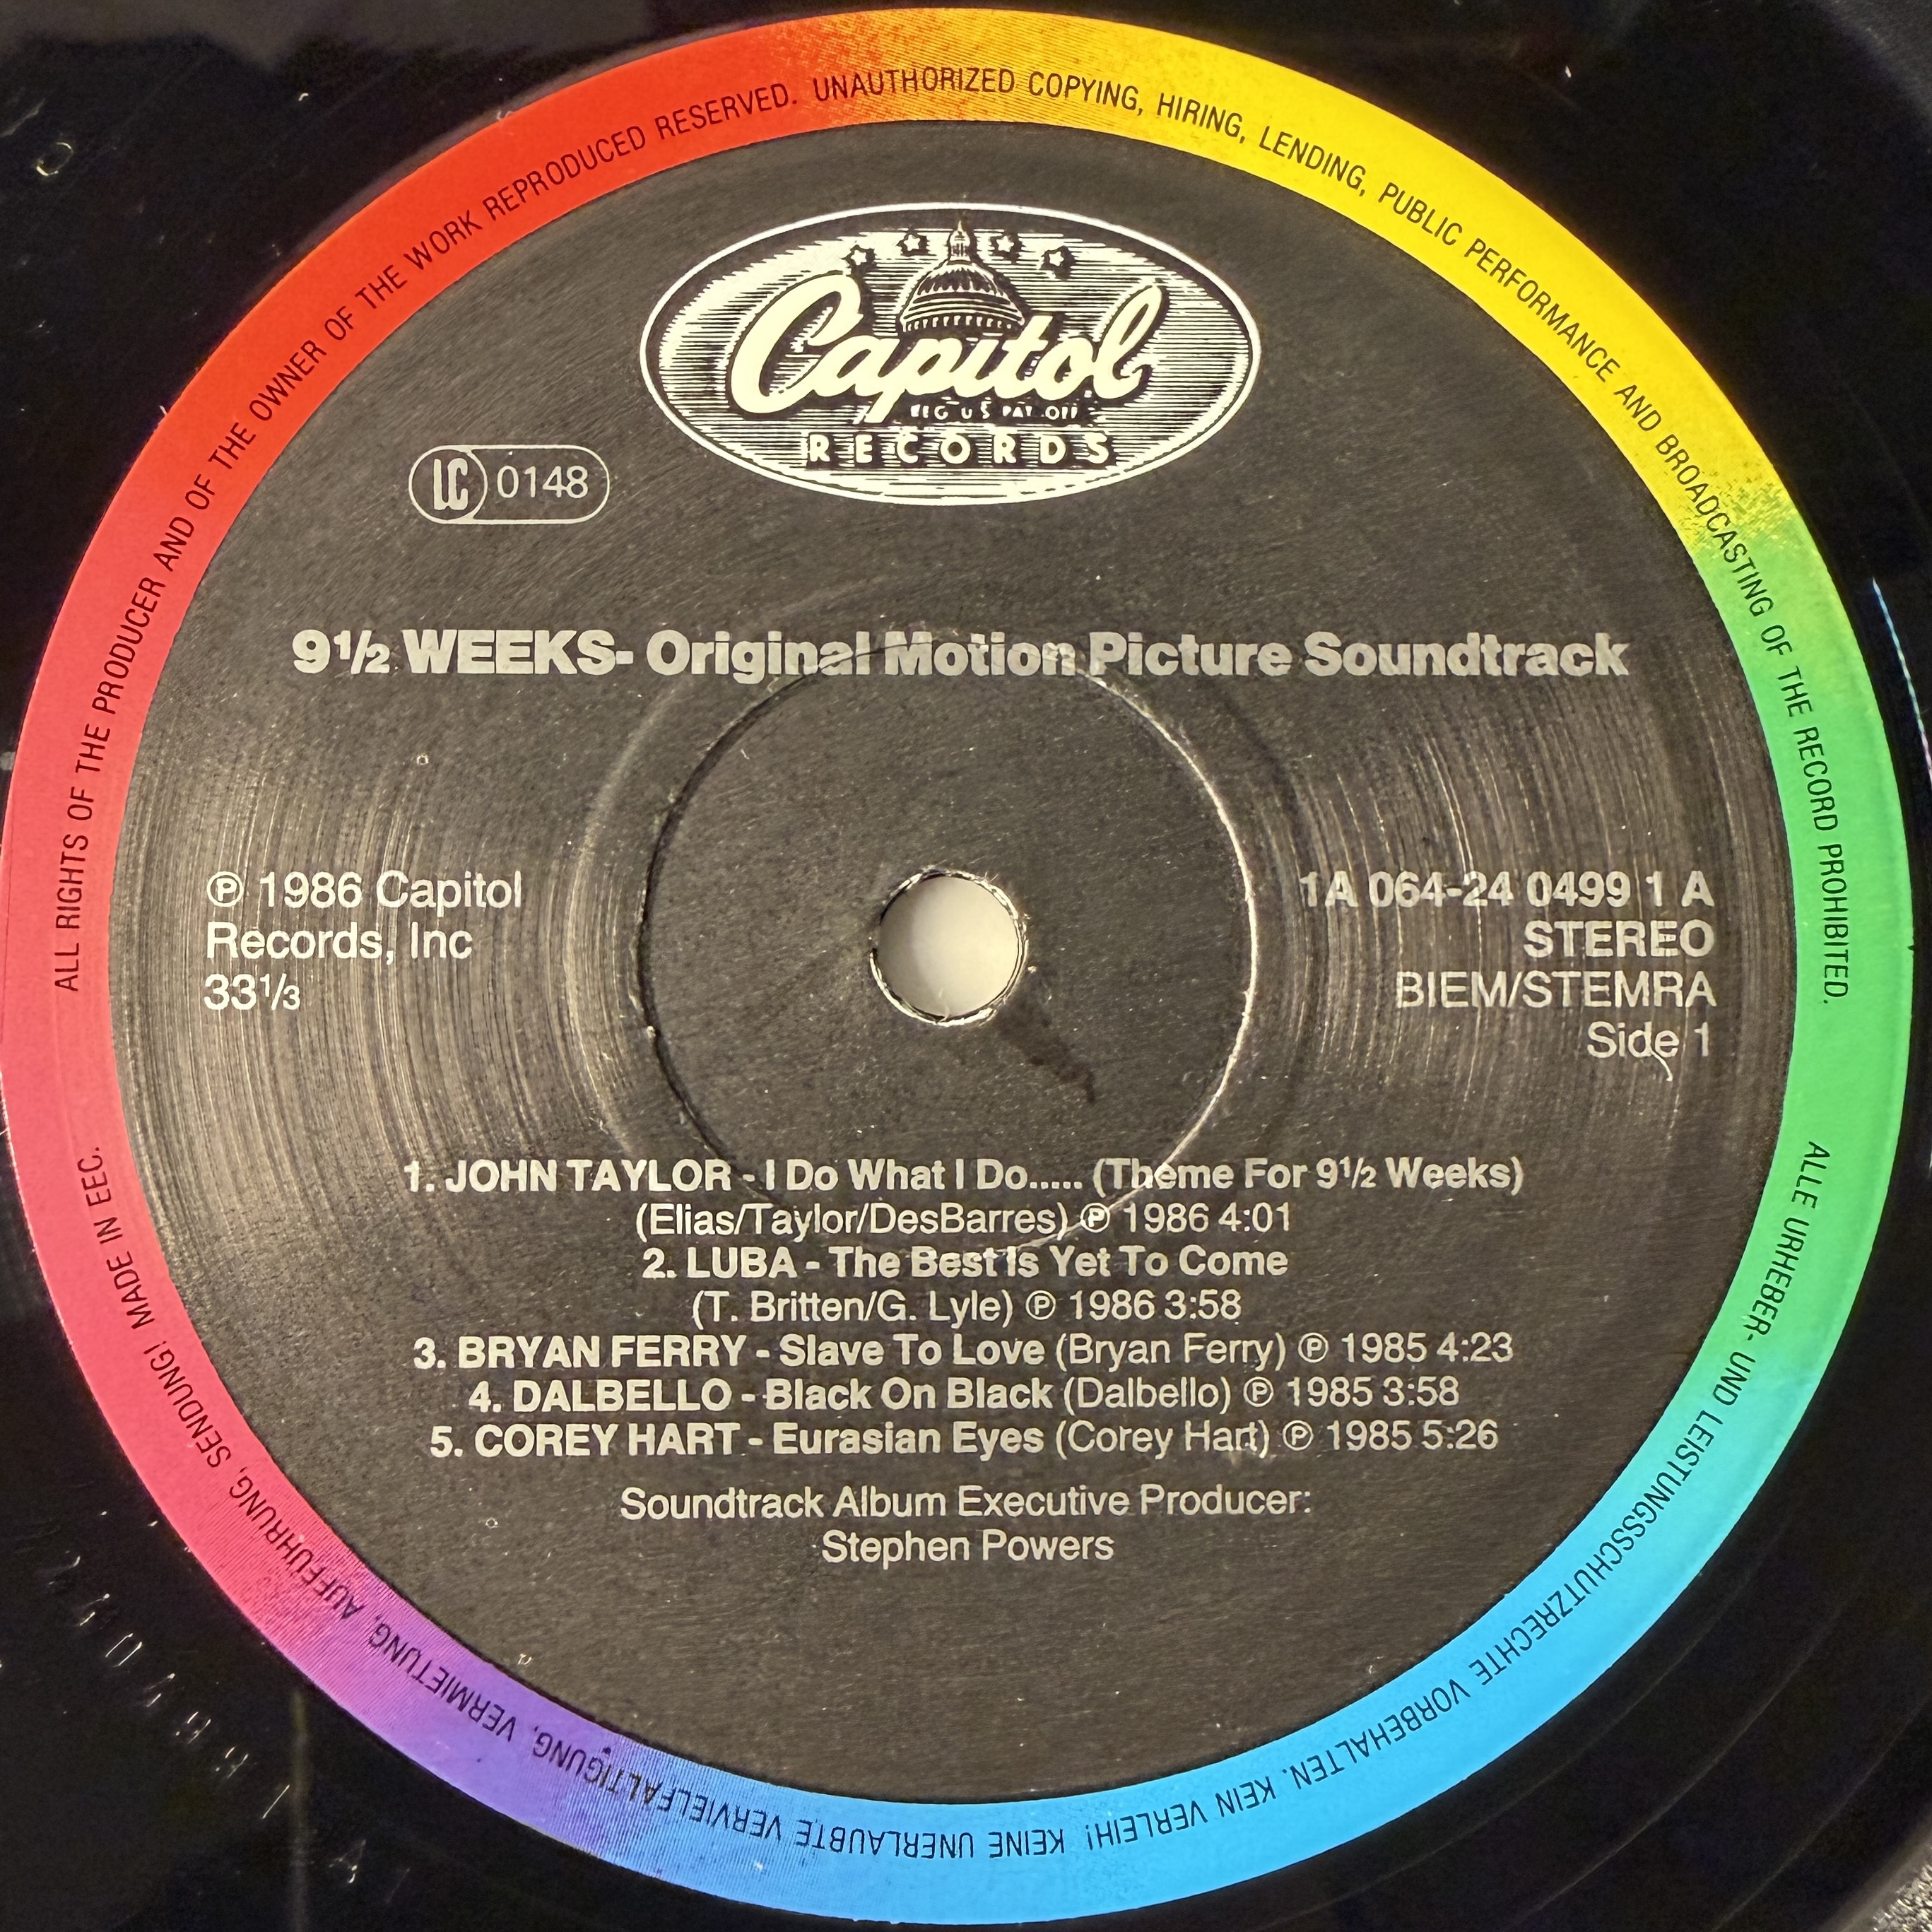 ALL RIGHTS OF THE PRODUCER AND OF THE OWNER OF THE WORK REPRODUCED RESERVED. UNAUTHORIZED COPYING, HIRING, LENDING, PUBLIC PERFORMANCE AND BROADCASTING OF THE RECORD PROHIBITED.
Capitol
REG US PAT OFF
RECORDS
LC 0148
9½ WEEKS- Original Motion Picture Soundtrack
℗ 1986 Capitol
Records, Inc
33⅓
1A 064-24 0499 1 A
STEREO
BIEM/STEMRA
Side 1
1. JOHN TAYLOR - I Do What I Do..... (Theme For 9½ Weeks)
(Elias/Taylor/DesBarres) ℗ 1986 4:01
2. LUBA - The Best Is Yet To Come
(T. Britten/G. Lyle) ℗ 1986 3:58
3. BRYAN FERRY - Slave To Love (Bryan Ferry) ℗ 1985 4:23
4. DALBELLO - Black On Black (Dalbello) ℗ 1985 3:58
5. COREY HART - Eurasian Eyes (Corey Hart) ℗ 1985 5:26
Soundtrack Album Executive Producer:
Stephen Powers
ALLE URHEBER- UND LEISTUNGSSCHUTZRECHTE VORBEHALTEN. KEIN VERLEIH! KEINE UNERLAUBTE VERVIELFÄLTIGUNG, VERMIETUNG, AUFFÜHRUNG, SENDUNG! MADE IN EEC.